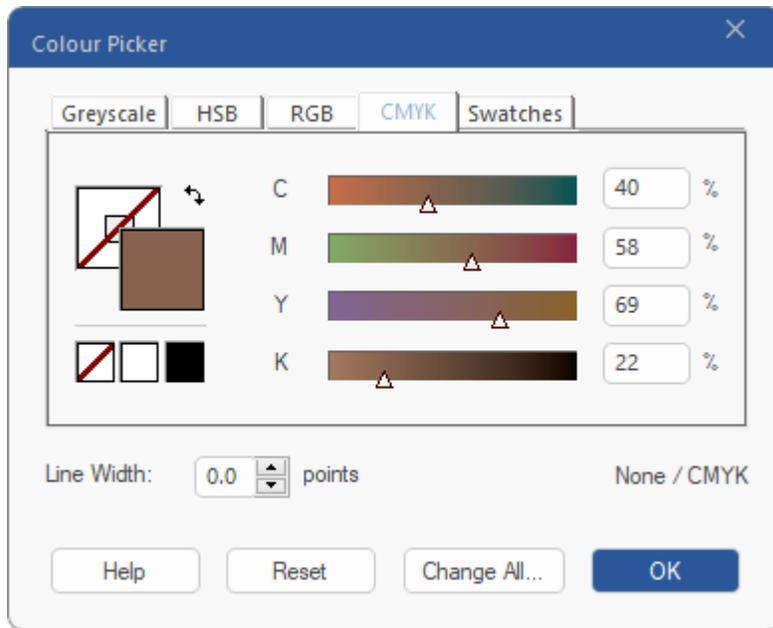 Colour Picker
Greyscale HSB RGB CMYK Swatches
C 40 %
M 58 %
Y 69 %
K 22 %
Line Width: 0.0 points None / CMYK
Help Reset Change All... OK